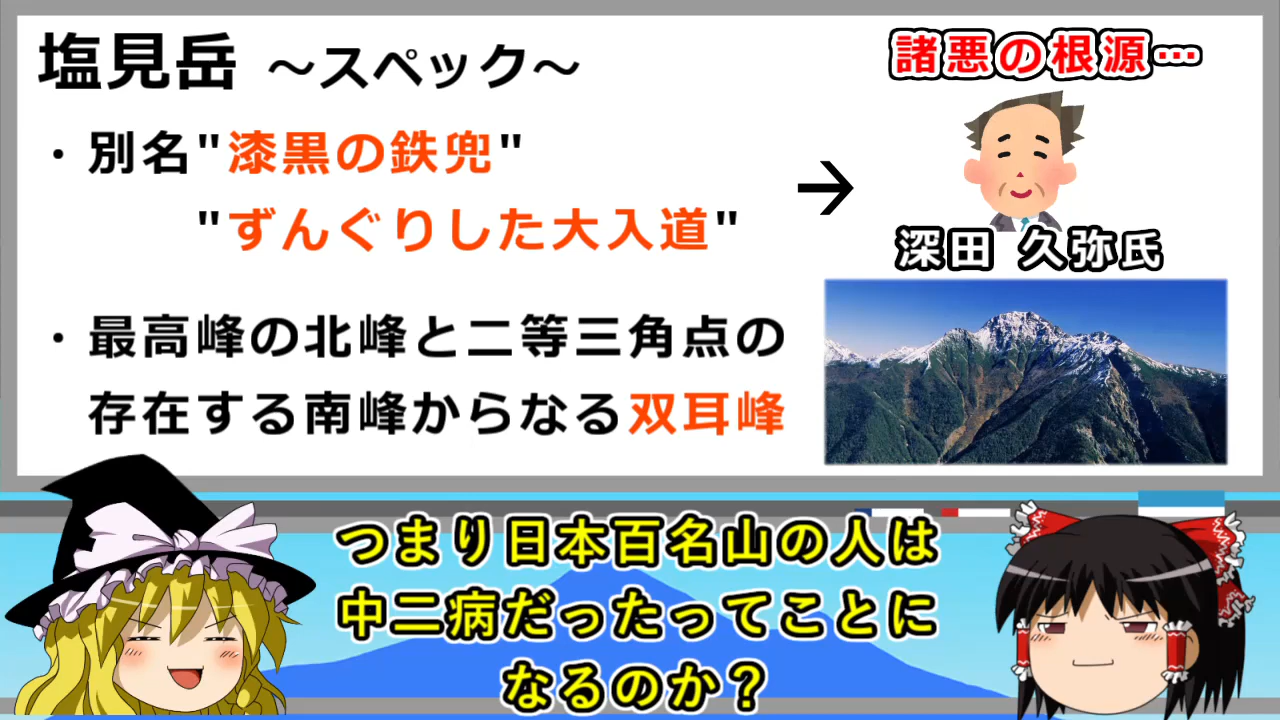 塩見岳 ～スペック～
・別名"漆黒の鉄兜"
"ずんぐりした大入道"
・最高峰の北峰と二等三角点の
存在する南峰からなる双耳峰
諸悪の根源…
→
深田 久弥氏
つまり日本百名山の人は
中二病だったってことに
なるのか？